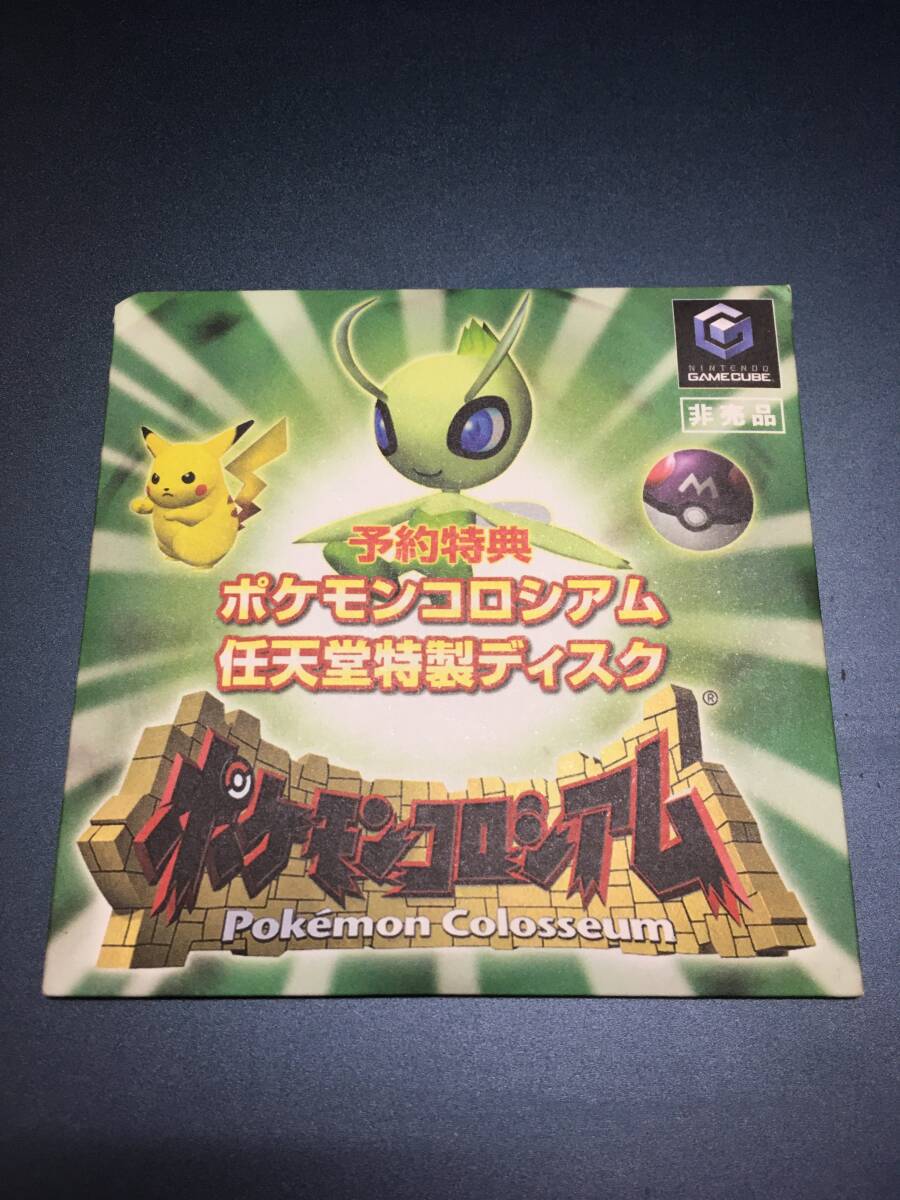 NINTENDO
GAMECUBE
非売品
M
予約特典
ポケモンコロシアム
任天堂特製ディスク
®
ポケモンコロシアム
Pokémon Colosseum